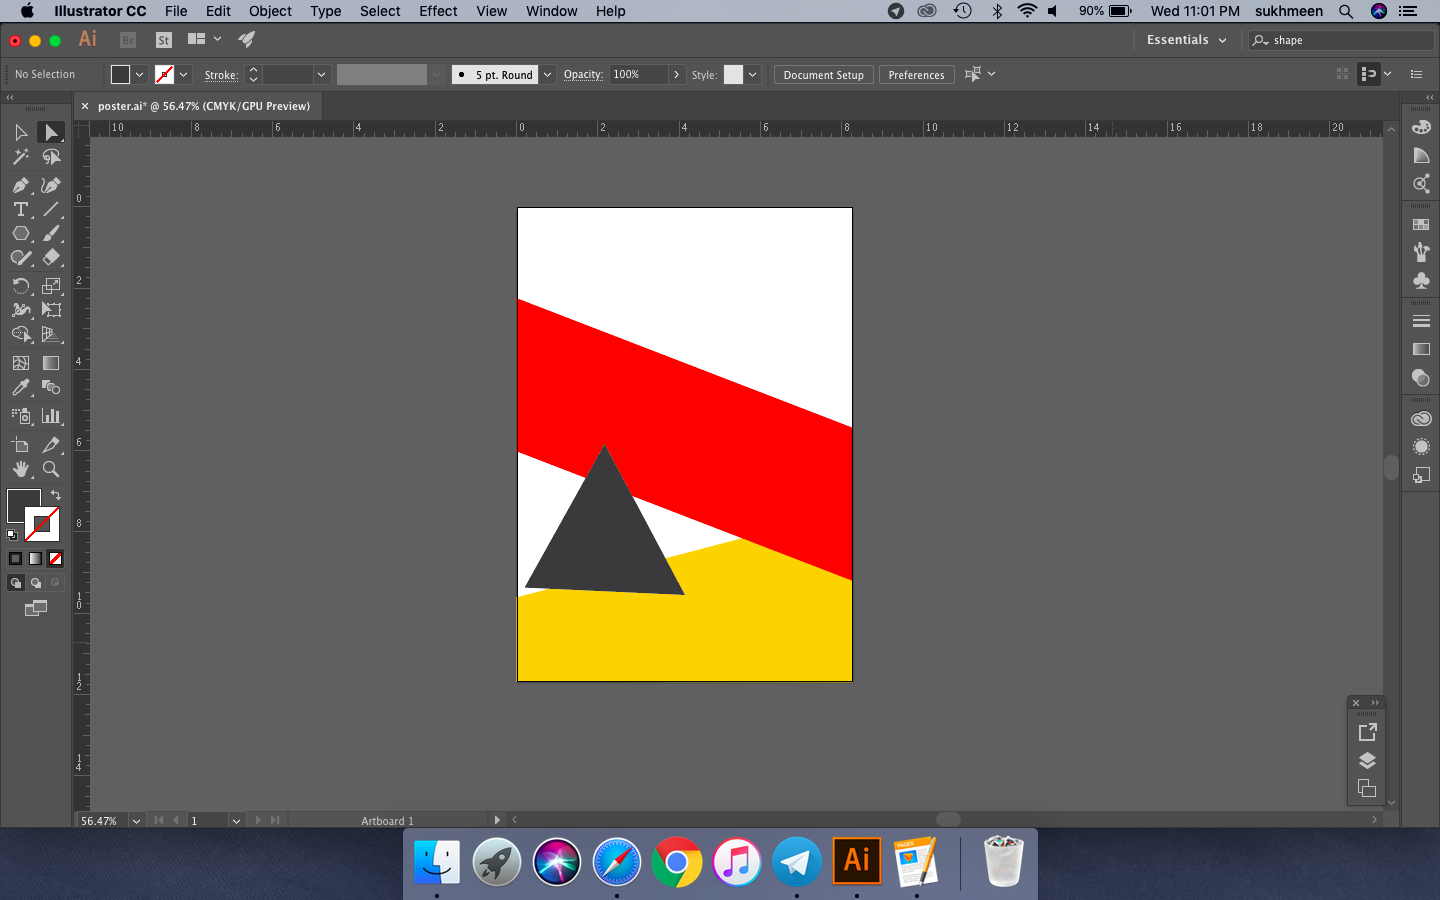 Illustrator CC File Edit Object Type Select Effect View Window Help 90% Wed 11:01 PM sukhmeen
Ai Br St Essentials shape
No Selection Stroke: 5 pt. Round Opacity: 100% Style: Document Setup Preferences
× poster.ai* @ 56.47% (CMYK/GPU Preview)
10 8 6 4 2 0 2 4 6 8 10 12 14 16 18 20
0
2
4
6
8
10
12
14
56.47% 1 Artboard 1
Ai PAGES